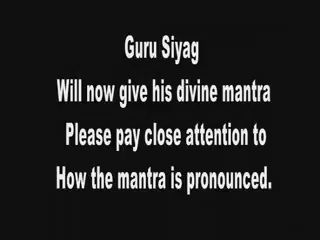 Guru Siyag
Will now give his divine mantra
Please pay close attention to
How the mantra is pronounced.